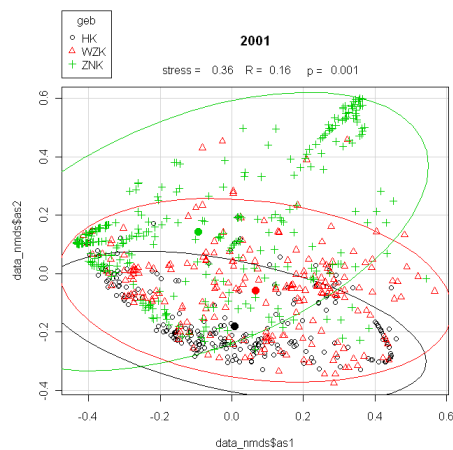 geb
HK
WZK
ZNK
2001
stress = 0.36 R = 0.16 p = 0.001
data_nmds$as2
0.6
0.4
0.2
0.0
-0.2
-0.4
-0.4 -0.2 0.0 0.2 0.4 0.6
data_nmds$as1